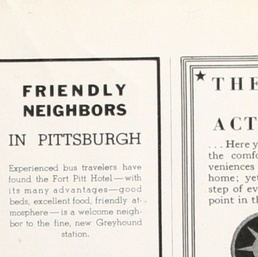 FRIENDLY
NEIGHBORS
IN PITTSBURGH
Experienced bus travelers have
found the Fort Pitt Hotel—with
its many advantages—good
beds, excellent food, friendly at-
mosphere—is a welcome neigh-
bor to the fine, new Greyhound
station.
THE
ACT
... Here y
the comfo
veniences
home; yet
step of ev
point in th